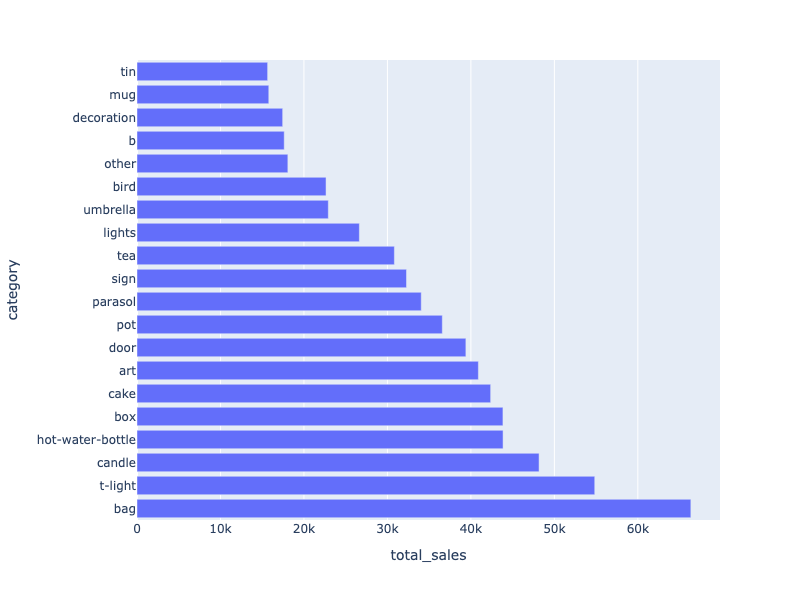 tin
mug
decoration
b
other
bird
umbrella
lights
tea
sign
parasol
pot
door
art
cake
box
hot-water-bottle
candle
t-light
bag
0 10k 20k 30k 40k 50k 60k
total_sales
category